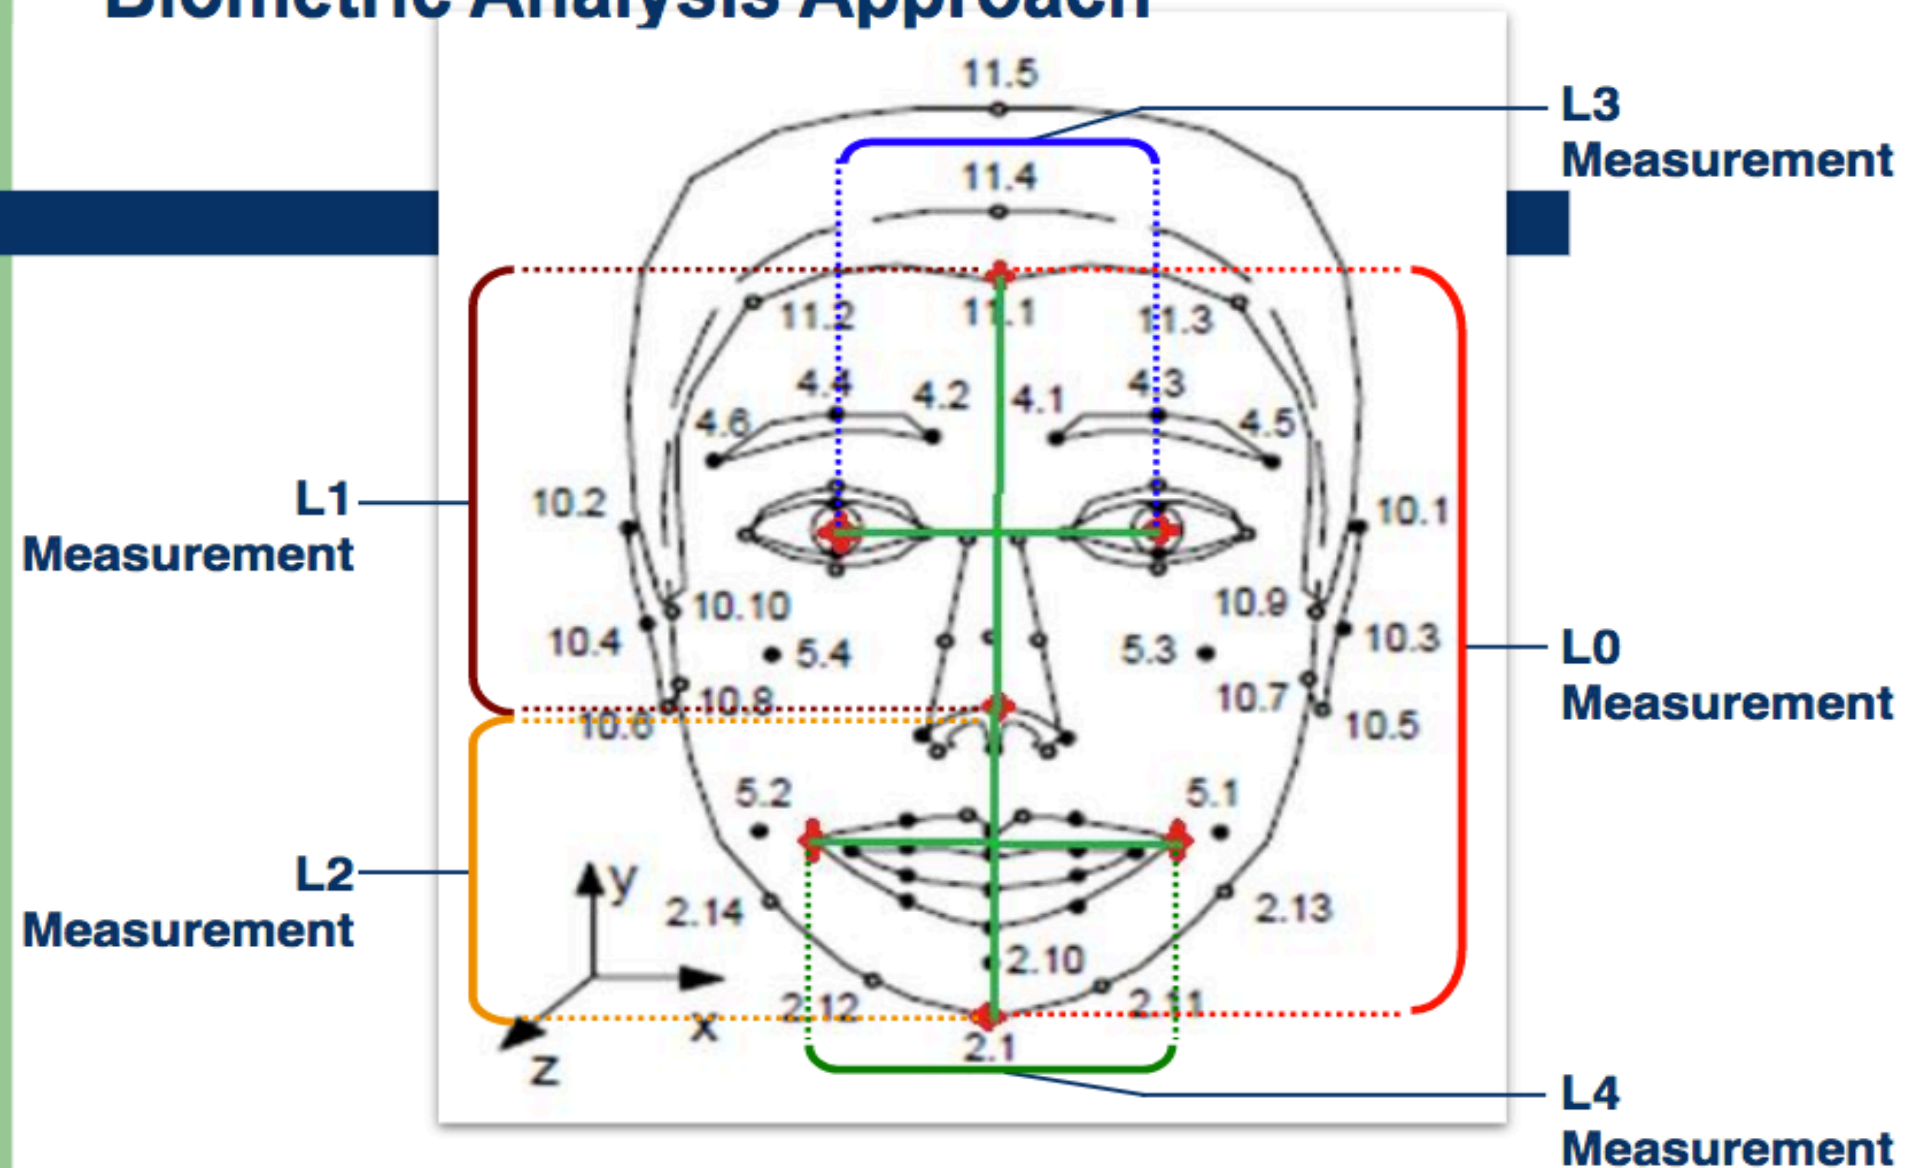 Biometric Analysis Approach
11.5
L3
Measurement
11.4
11.2
11.1
11.3
4.4
4.2
4.1
4.3
4.6
4.5
L1
Measurement
10.2
10.1
10.10
10.9
10.4
5.4
5.3
10.3
L0
Measurement
10.8
10.7
10.6
10.5
5.2
5.1
L2
Measurement
y
2.14
2.13
2.10
2.12
2.11
x
2.1
z
L4
Measurement